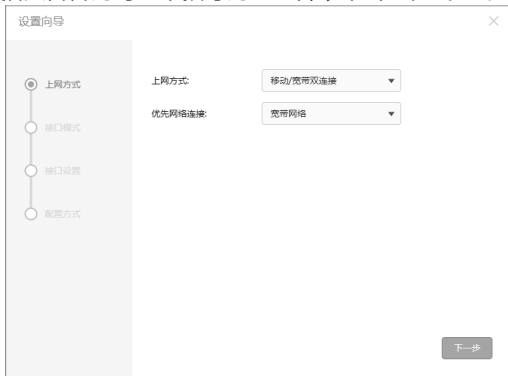 设置向导
上网方式
接口模式
接口设置
配置方式
上网方式: 移动/宽带双连接
优先网络连接: 宽带网络
下一步